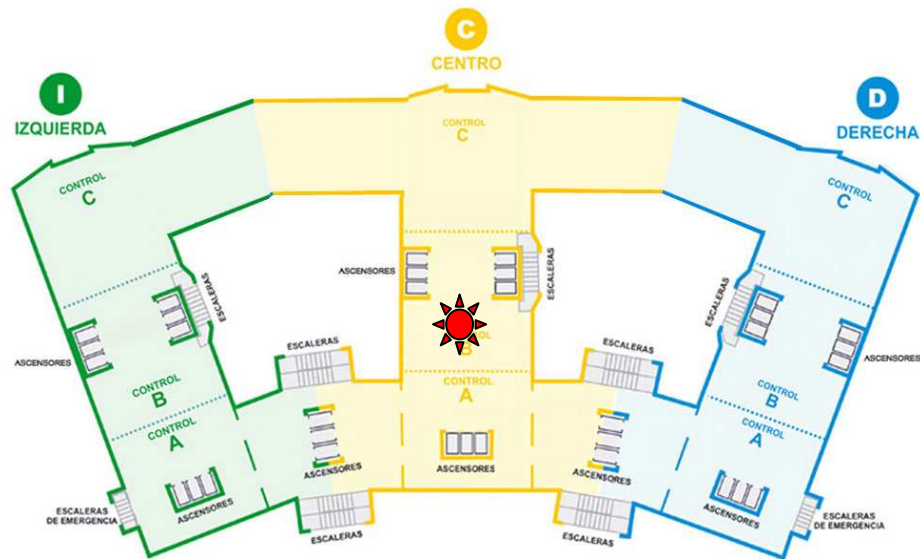 C
CENTRO
I
IZQUIERDA
D
DERECHA
CONTROL
C
CONTROL
C
CONTROL
C
ASCENSORES
ESCALERAS
ESCALERAS
ESCALERAS
ASCENSORES
ASCENSORES
ESCALERAS
ESCALERAS
B
CONTROL
B
CONTROL
A
CONTROL
B
CONTROL
A
CONTROL
A
ASCENSORES
ASCENSORES
ASCENSORES
ASCENSORES
ASCENSORES
ESCALERAS
DE EMERGENCIA
ESCALERAS
DE EMERGENCIA
ESCALERAS
ESCALERAS